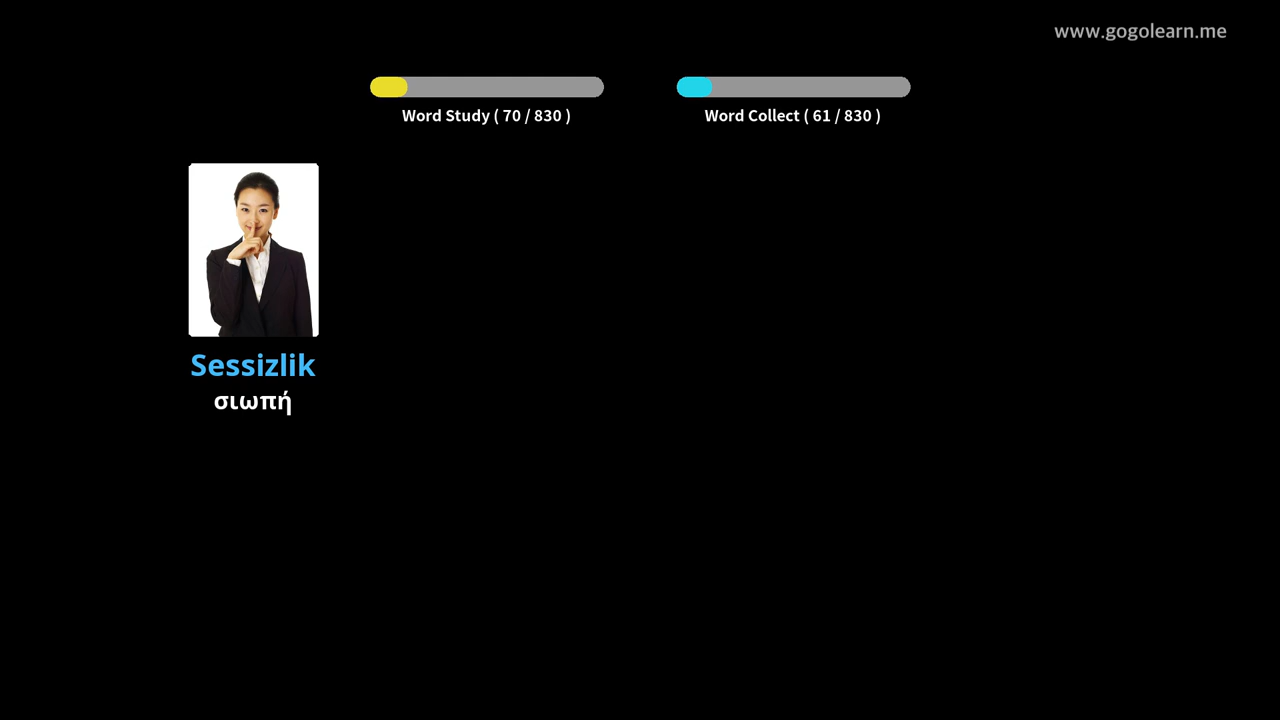 www.gogolearn.me
Word Study ( 70 / 830 )
Word Collect ( 61 / 830 )
Sessizlik
σιωπή